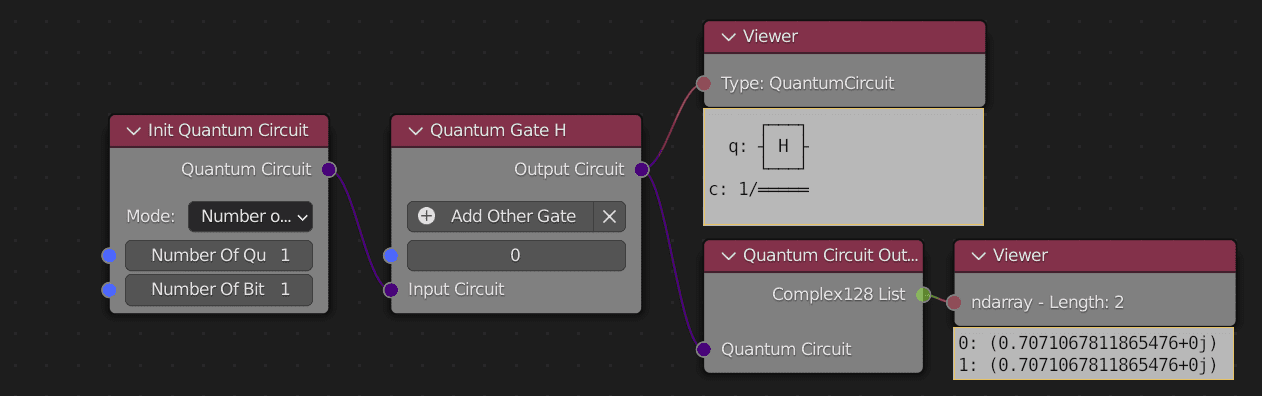 Init Quantum Circuit
Quantum Circuit
Mode: Number o...
Number Of Qu 1
Number Of Bit 1
Quantum Gate H
Output Circuit
Add Other Gate
0
Input Circuit
Viewer
Type: QuantumCircuit
q: H
c: 1/══════
Quantum Circuit Out...
Complex128 List
Quantum Circuit
Viewer
ndarray - Length: 2
0: (0.7071067811865476+0j)
1: (0.7071067811865476+0j)